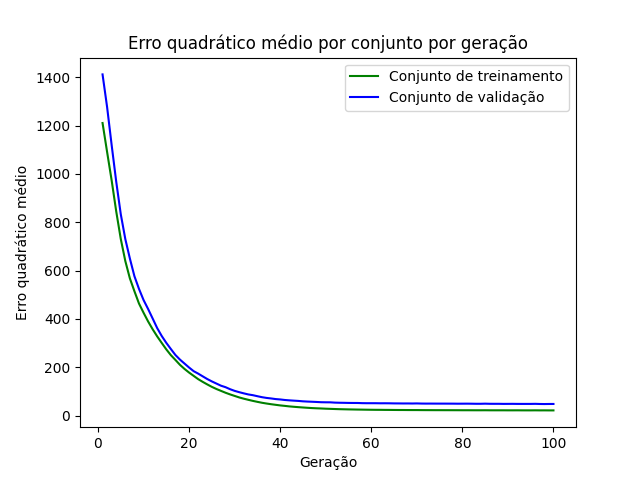 Erro quadrático médio por conjunto por geração
Conjunto de treinamento
Conjunto de validação
Erro quadrático médio
1400
1200
1000
800
600
400
200
0
0 20 40 60 80 100
Geração